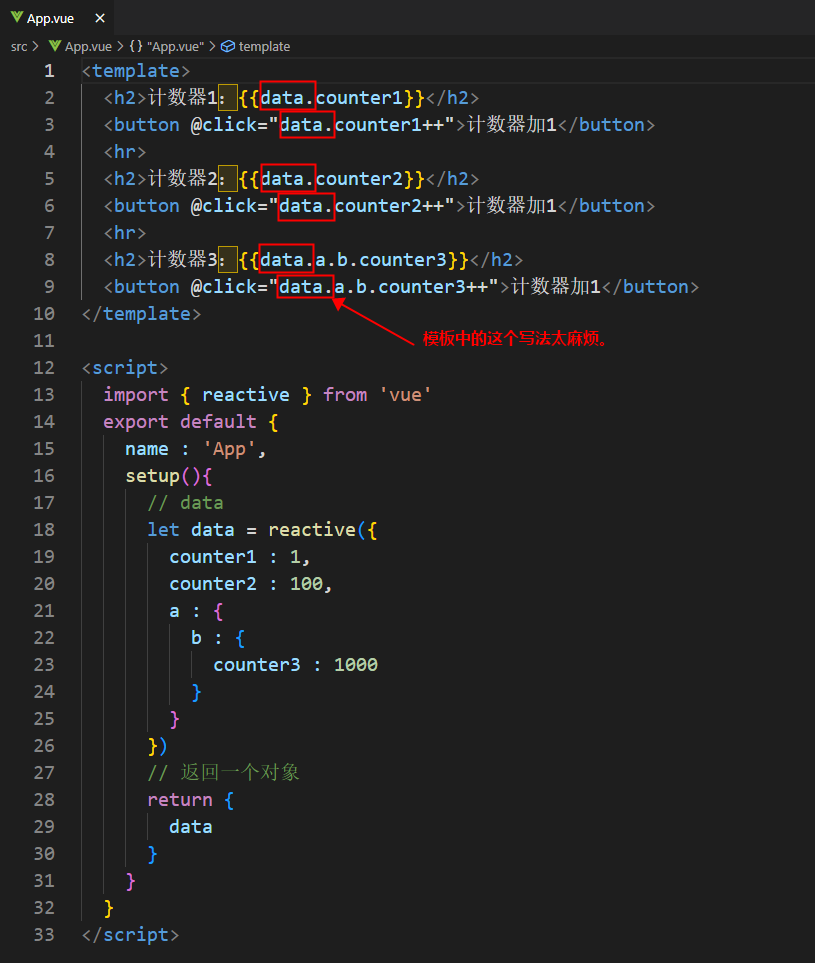 App.vue ×
src > App.vue > {} "App.vue" > template
1 <template>
2 <h2>计数器1：{{data.counter1}}</h2>
3 <button @click="data.counter1++">计数器加1</button>
4 <hr>
5 <h2>计数器2：{{data.counter2}}</h2>
6 <button @click="data.counter2++">计数器加1</button>
7 <hr>
8 <h2>计数器3：{{data.a.b.counter3}}</h2>
9 <button @click="data.a.b.counter3++">计数器加1</button>
10 </template>
11
模板中的这个写法太麻烦。
12 <script>
13 import { reactive } from 'vue'
14 export default {
15 name : 'App',
16 setup(){
17 // data
18 let data = reactive({
19 counter1 : 1,
20 counter2 : 100,
21 a : {
22 b : {
23 counter3 : 1000
24 }
25 }
26 })
27 // 返回一个对象
28 return {
29 data
30 }
31 }
32 }
33 </script>